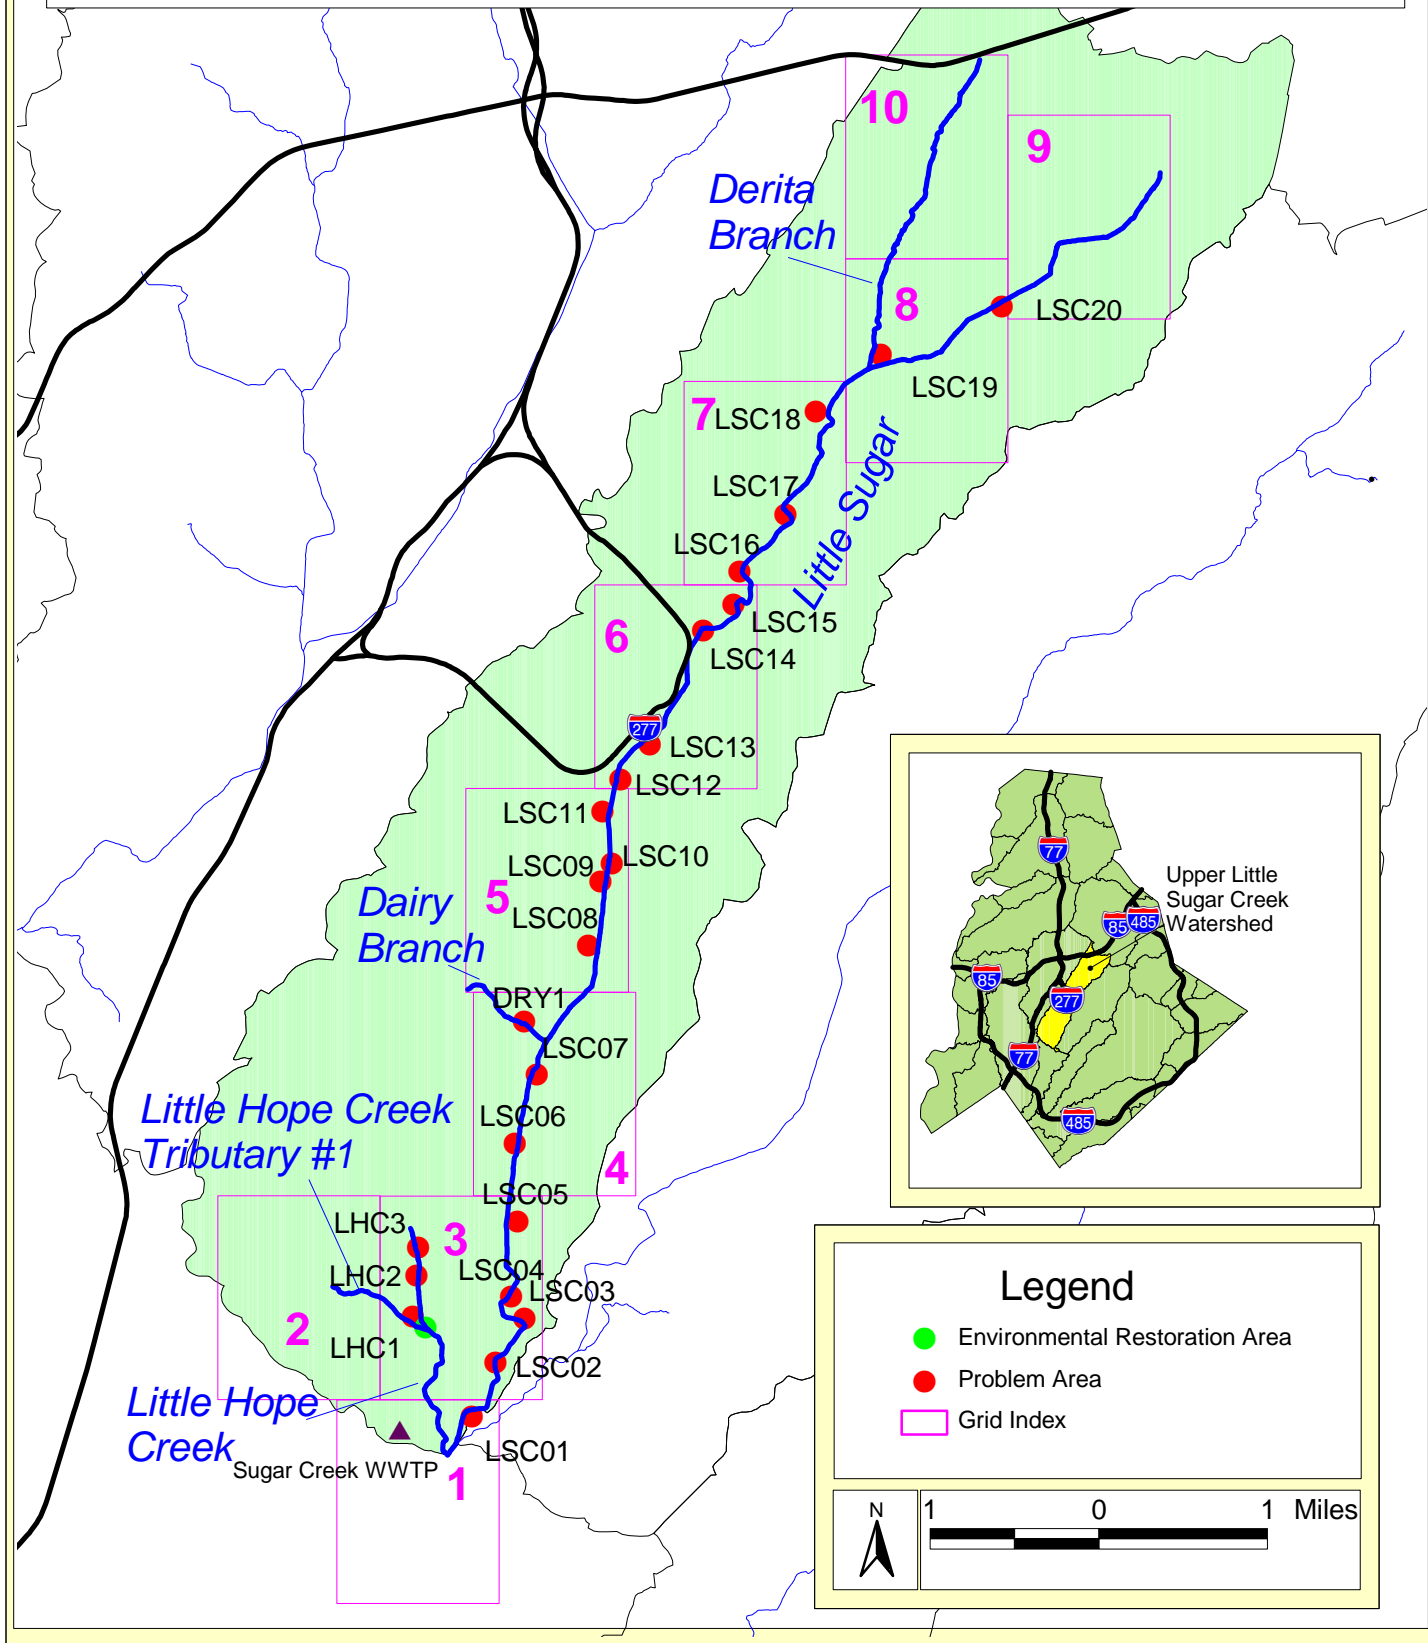 10
9
Derita
Branch
8
LSC20
LSC19
7
LSC18
LSC17
Little Sugar
LSC16
LSC15
6
LSC14
277
LSC13
LSC12
LSC11
LSC10
LSC09
5
Dairy
Branch
LSC08
DRY1
LSC07
Little Hope Creek
Tributary #1
LSC06
4
LSC05
LHC3
3
LSC04
LHC2
LSC03
2
LHC1
LSC02
Little Hope
Creek
LSC01
Sugar Creek WWTP
1
77
Upper Little
Sugar Creek
Watershed
85
485
85
277
77
485
Legend
Environmental Restoration Area
Problem Area
Grid Index
N
1 0 1 Miles